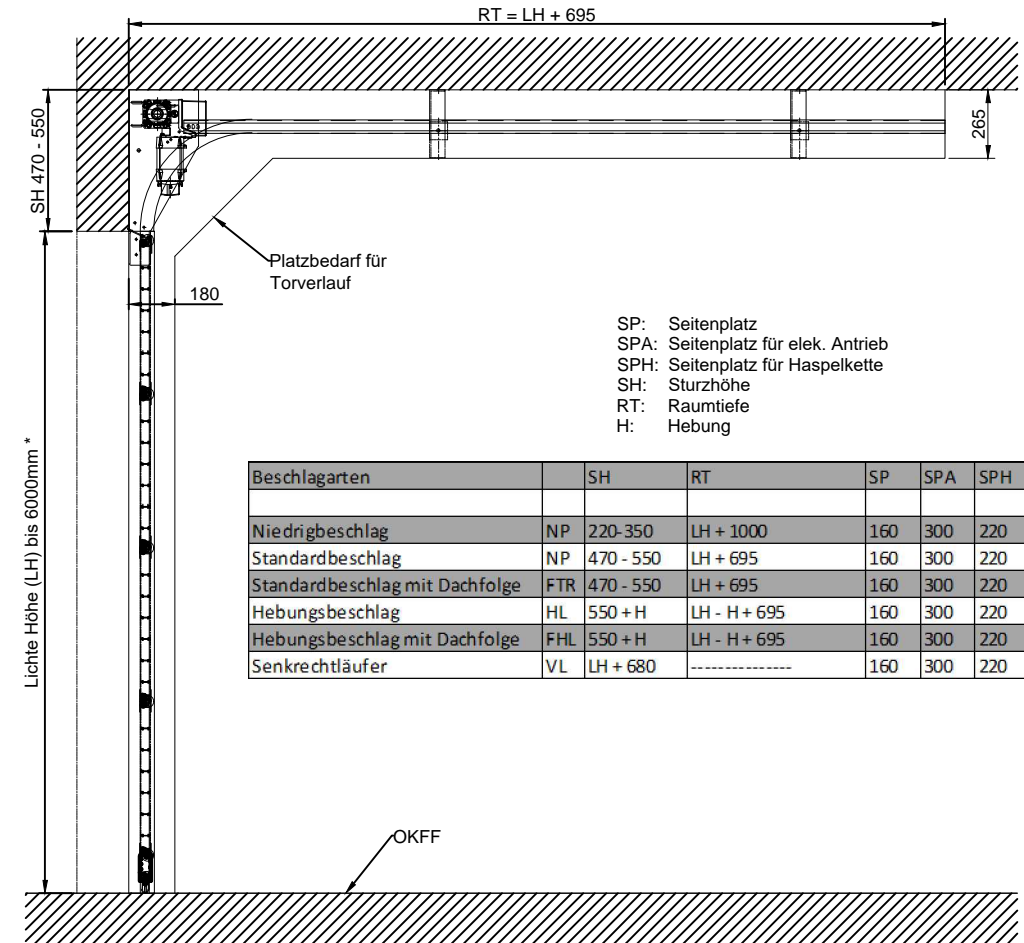 RT = LH + 695
SH 470 - 550
265
Platzbedarf für
Torverlauf
180
SP: Seitenplatz
SPA: Seitenplatz für elek. Antrieb
SPH: Seitenplatz für Haspelkette
SH: Sturzhöhe
RT: Raumtiefe
H: Hebung
Lichte Höhe (LH) bis 6000mm *
Beschlagarten SH RT SP SPA SPH
Niedrigbeschlag NP 220-350 LH + 1000 160 300 220
Standardbeschlag NP 470 - 550 LH + 695 160 300 220
Standardbeschlag mit Dachfolge FTR 470 - 550 LH + 695 160 300 220
Hebungsbeschlag HL 550 + H LH - H + 695 160 300 220
Hebungsbeschlag mit Dachfolge FHL 550 + H LH - H + 695 160 300 220
Senkrechtläufer VL LH + 680 --------------- 160 300 220
OKFF